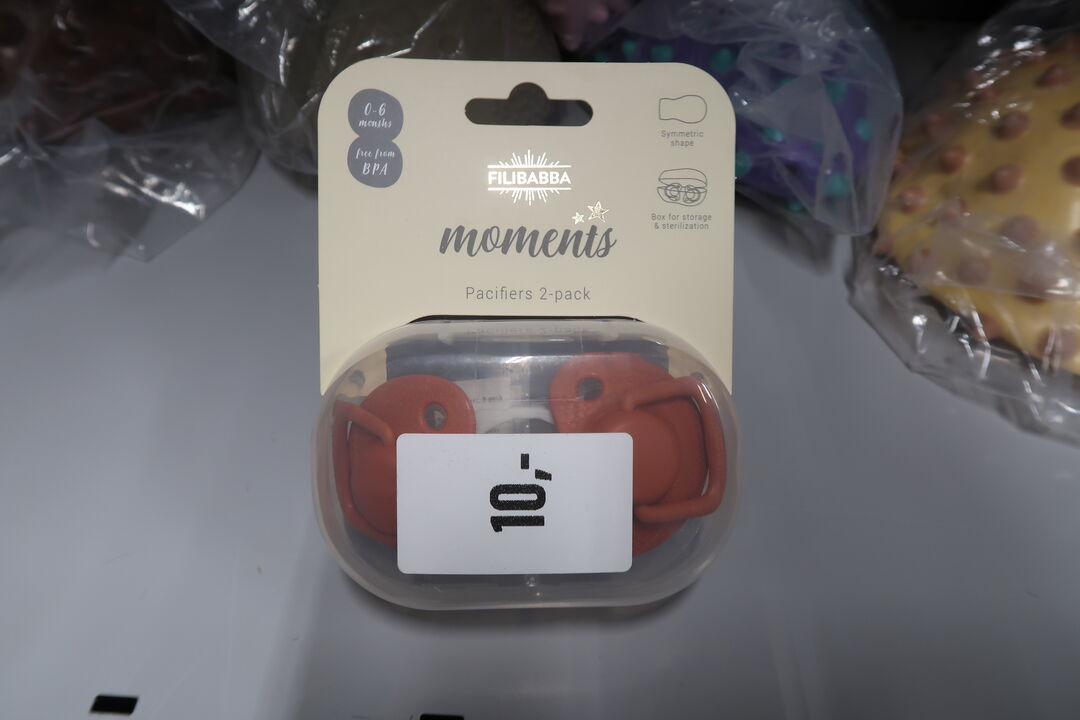 0-6
months
free from
BPA
FILIBABBA
moments
Pacifiers 2-pack
Symmetric
shape
Box for storage
& sterilization
10,-